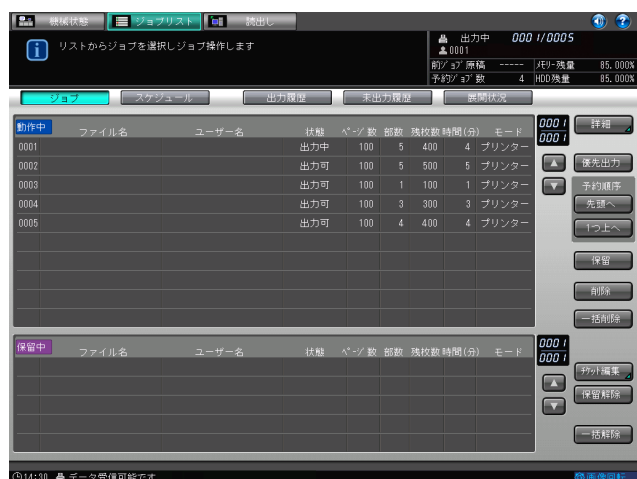 機械状態 ジョブリスト 読出し
リストからジョブを選択しジョブ操作します
出力中 0001/0005
0001
前ジョブ原稿 ----- メモリ-残量 85.000%
予約ジョブ数 4 HDD残量 85.000%
ジョブ スケジュール 出力履歴 未出力履歴 展開状況
動作中 ファイル名 ユーザー名 状態 ページ数 部数 残枚数 時間(分) モード
0001 出力中 100 5 400 4 プリンター
0002 出力可 100 5 500 5 プリンター
0003 出力可 100 1 100 1 プリンター
0004 出力可 100 3 300 3 プリンター
0005 出力可 100 4 400 4 プリンター
0001
0001
詳細
優先出力
予約順序
先頭へ
1つ上へ
保留
削除
一括削除
保留中 ファイル名 ユーザー名 状態 ページ数 部数 残枚数 時間(分) モード
0001
0001
チケット編集
保留解除
一括解除
14:30 データ受信可能です 画像回転